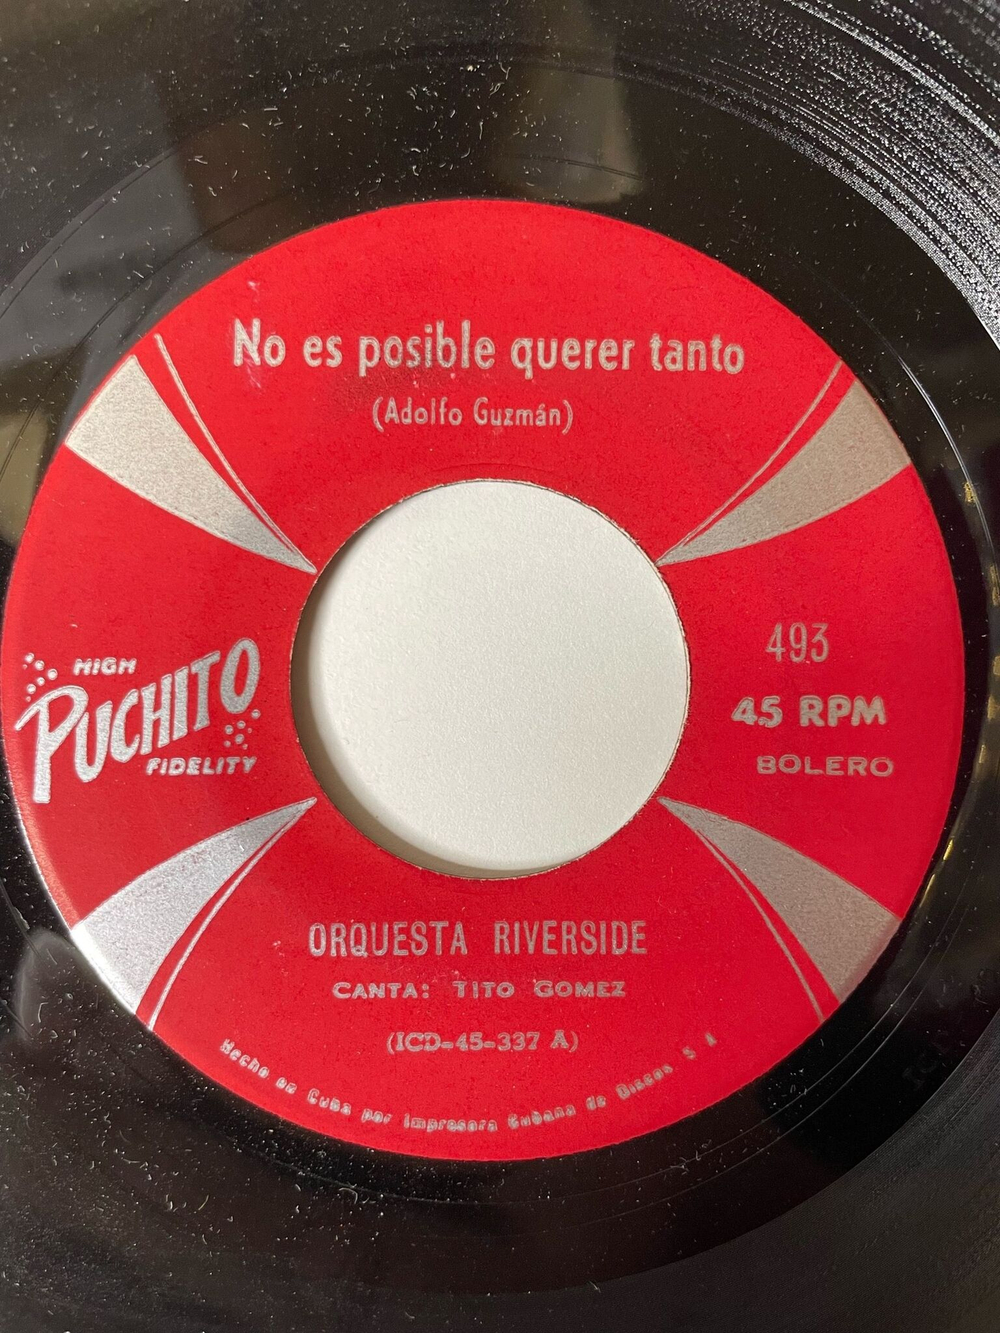 No es posible querer tanto
(Adolfo Guzmán)
HIGH
PUCHITO
FIDELITY
493
45 RPM
BOLERO
ORQUESTA RIVERSIDE
CANTA: TITO GOMEZ
(ICD-45-337 A)
Hecho en Cuba por Impresora Cubana de Discos S A